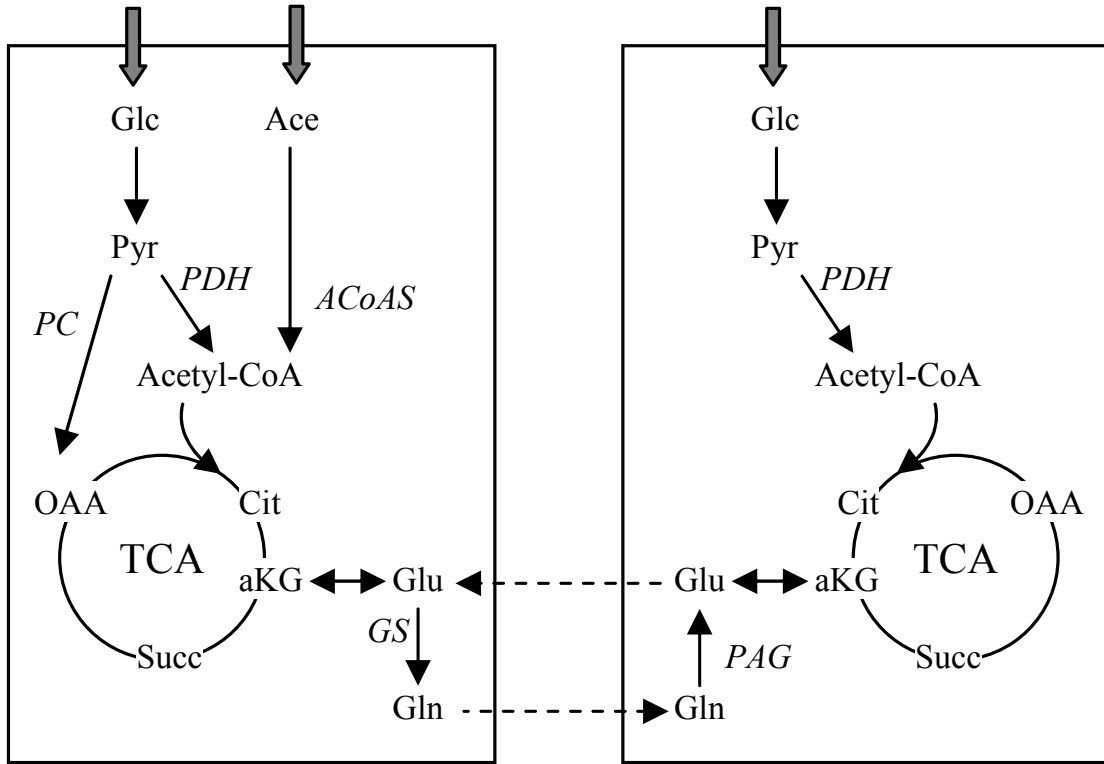 Glc
Ace
Pyr
PDH
PC
ACoAS
Acetyl-CoA
OAA
Cit
TCA
aKG
Glu
GS
Succ
Gln
Glc
Pyr
PDH
Acetyl-CoA
Cit
OAA
TCA
Glu
aKG
PAG
Succ
Gln